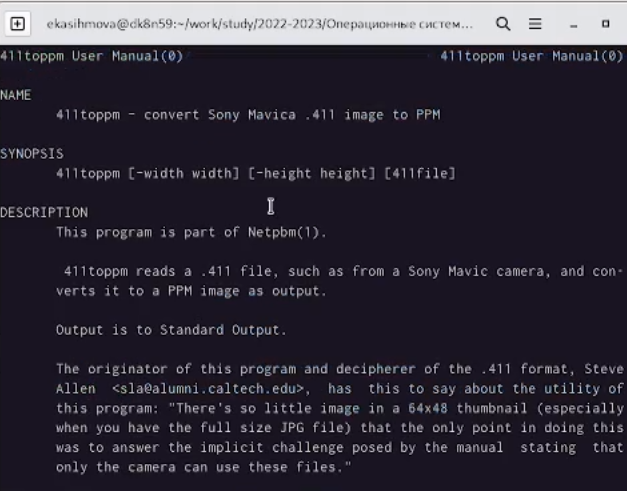 ekasihmova@dk8n59:~/work/study/2022-2023/Операционные систем...
411toppm User Manual(0) 411toppm User Manual(0)
NAME
411toppm - convert Sony Mavica .411 image to PPM
SYNOPSIS
411toppm [-width width] [-height height] [411file]
DESCRIPTION
This program is part of Netpbm(1).
411toppm reads a .411 file, such as from a Sony Mavic camera, and con-
verts it to a PPM image as output.
Output is to Standard Output.
The originator of this program and decipherer of the .411 format, Steve
Allen <sla@alumni.caltech.edu>, has this to say about the utility of
this program: "There's so little image in a 64x48 thumbnail (especially
when you have the full size JPG file) that the only point in doing this
was to answer the implicit challenge posed by the manual stating that
only the camera can use these files."